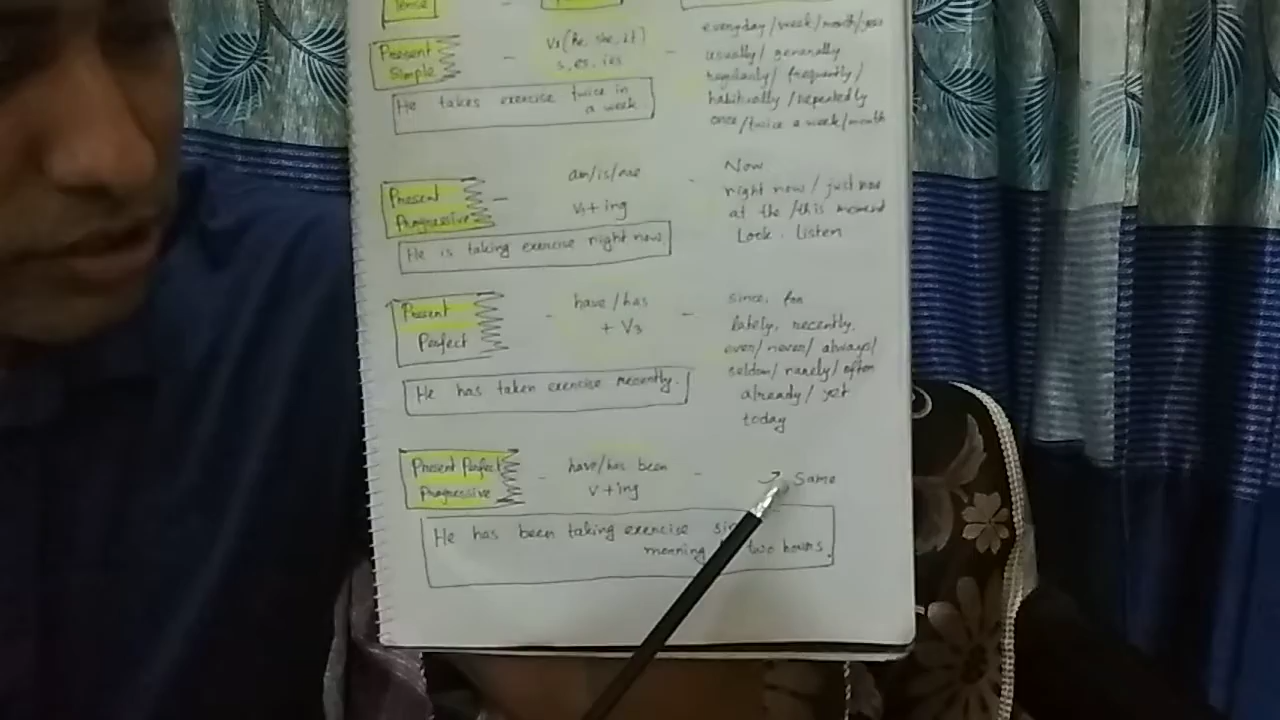 Tense -
everyday/week/month/year
Present
Simple - V1(he, she, it)
s, es, ies -
usually/ generally
regularly/ frequently/
habitually/repeatedly
once/twice a week/month
He takes exercise twice in
a week
Present
Progressive - am/is/are
V1+ing -
Now
right now/ just now
at the/this moment
Look. Listen
He is taking exercise right now.
Present
Perfect - have/has
+ V3 -
since, for
lately, recently,
ever/ never/ always/
seldom/ rarely/ often
already/ yet
today
He has taken exercise recently.
Present Perfect
Progressive - have/has been
V+ing -
Same
He has been taking exercise
morning two hours.